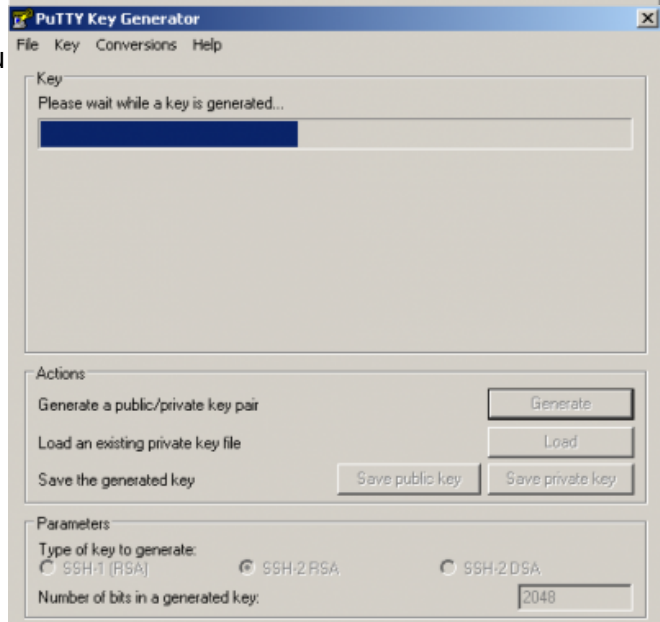 PuTTY Key Generator
File Key Conversions Help
Key
Please wait while a key is generated...
Actions
Generate a public/private key pair Generate
Load an existing private key file Load
Save the generated key Save public key Save private key
Parameters
Type of key to generate:
SSH-1 (RSA) SSH-2 RSA SSH-2 DSA
Number of bits in a generated key: 2048